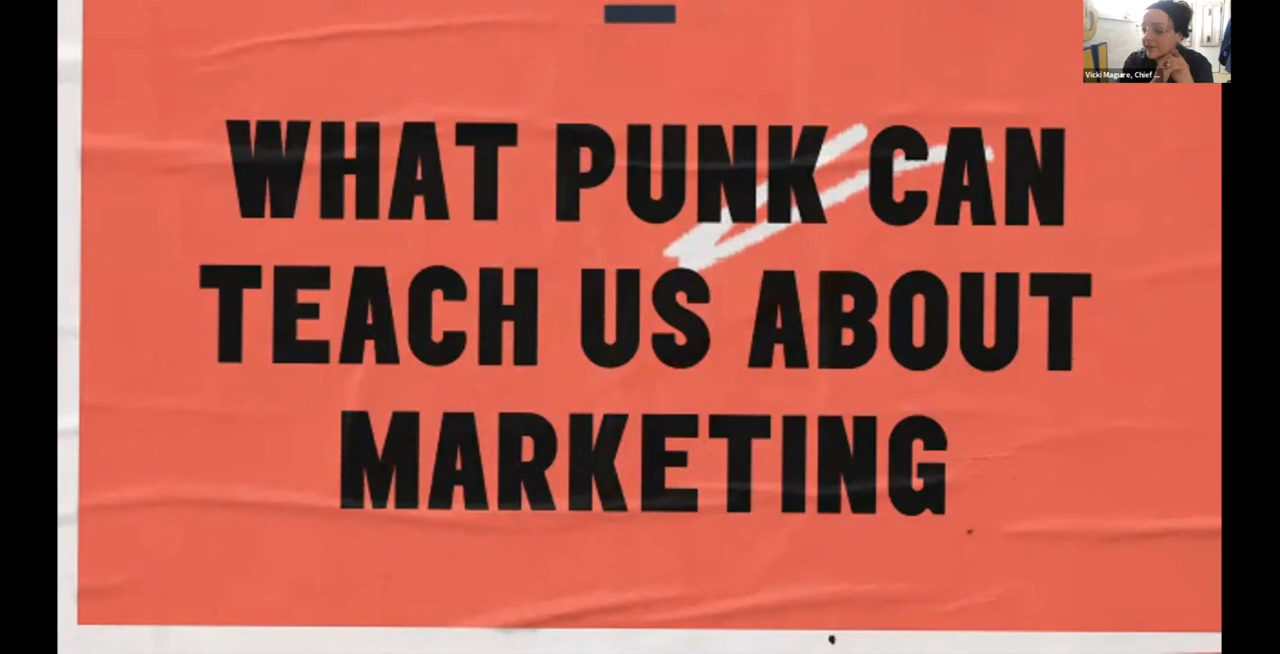 WHAT PUNK CAN
TEACH US ABOUT
MARKETING
Vicki Maguire, Chief ...